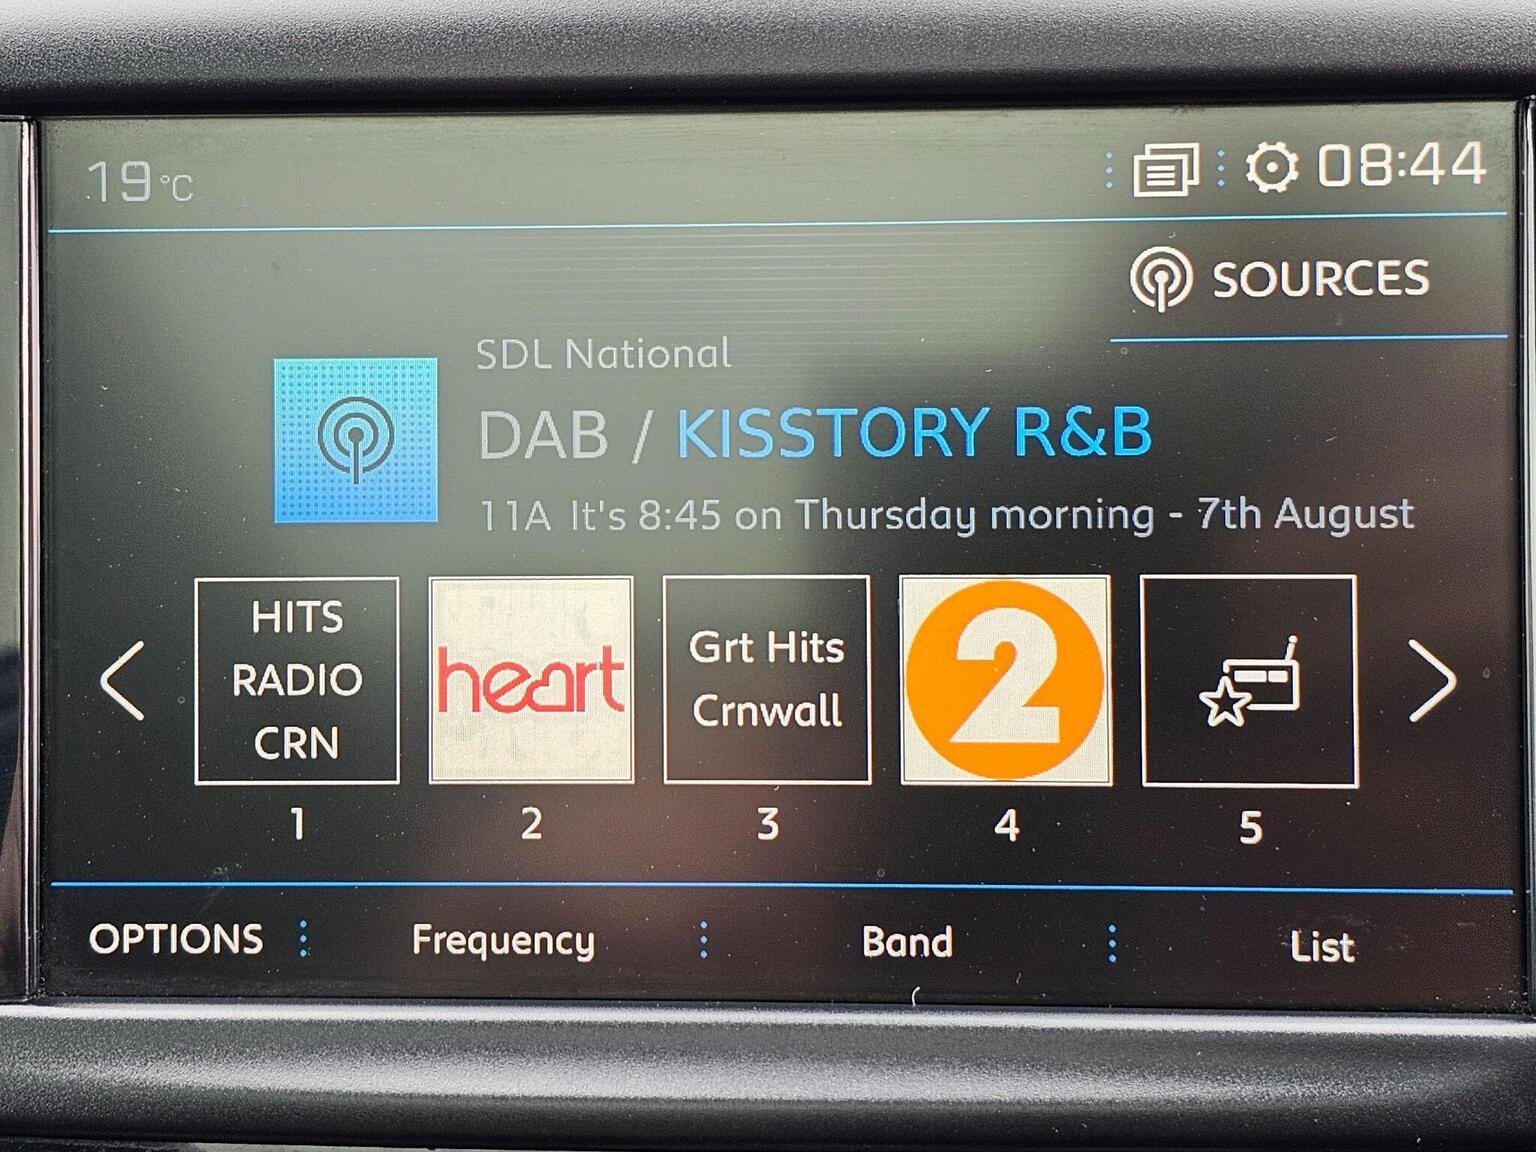 19°C
08:44
SOURCES
SDL National
DAB / KISSTORY R&B
11A It's 8:45 on Thursday morning - 7th August
HITS
RADIO
CRN
heart
Grt Hits
Crnwall
2
1
2
3
4
5
OPTIONS
Frequency
Band
List